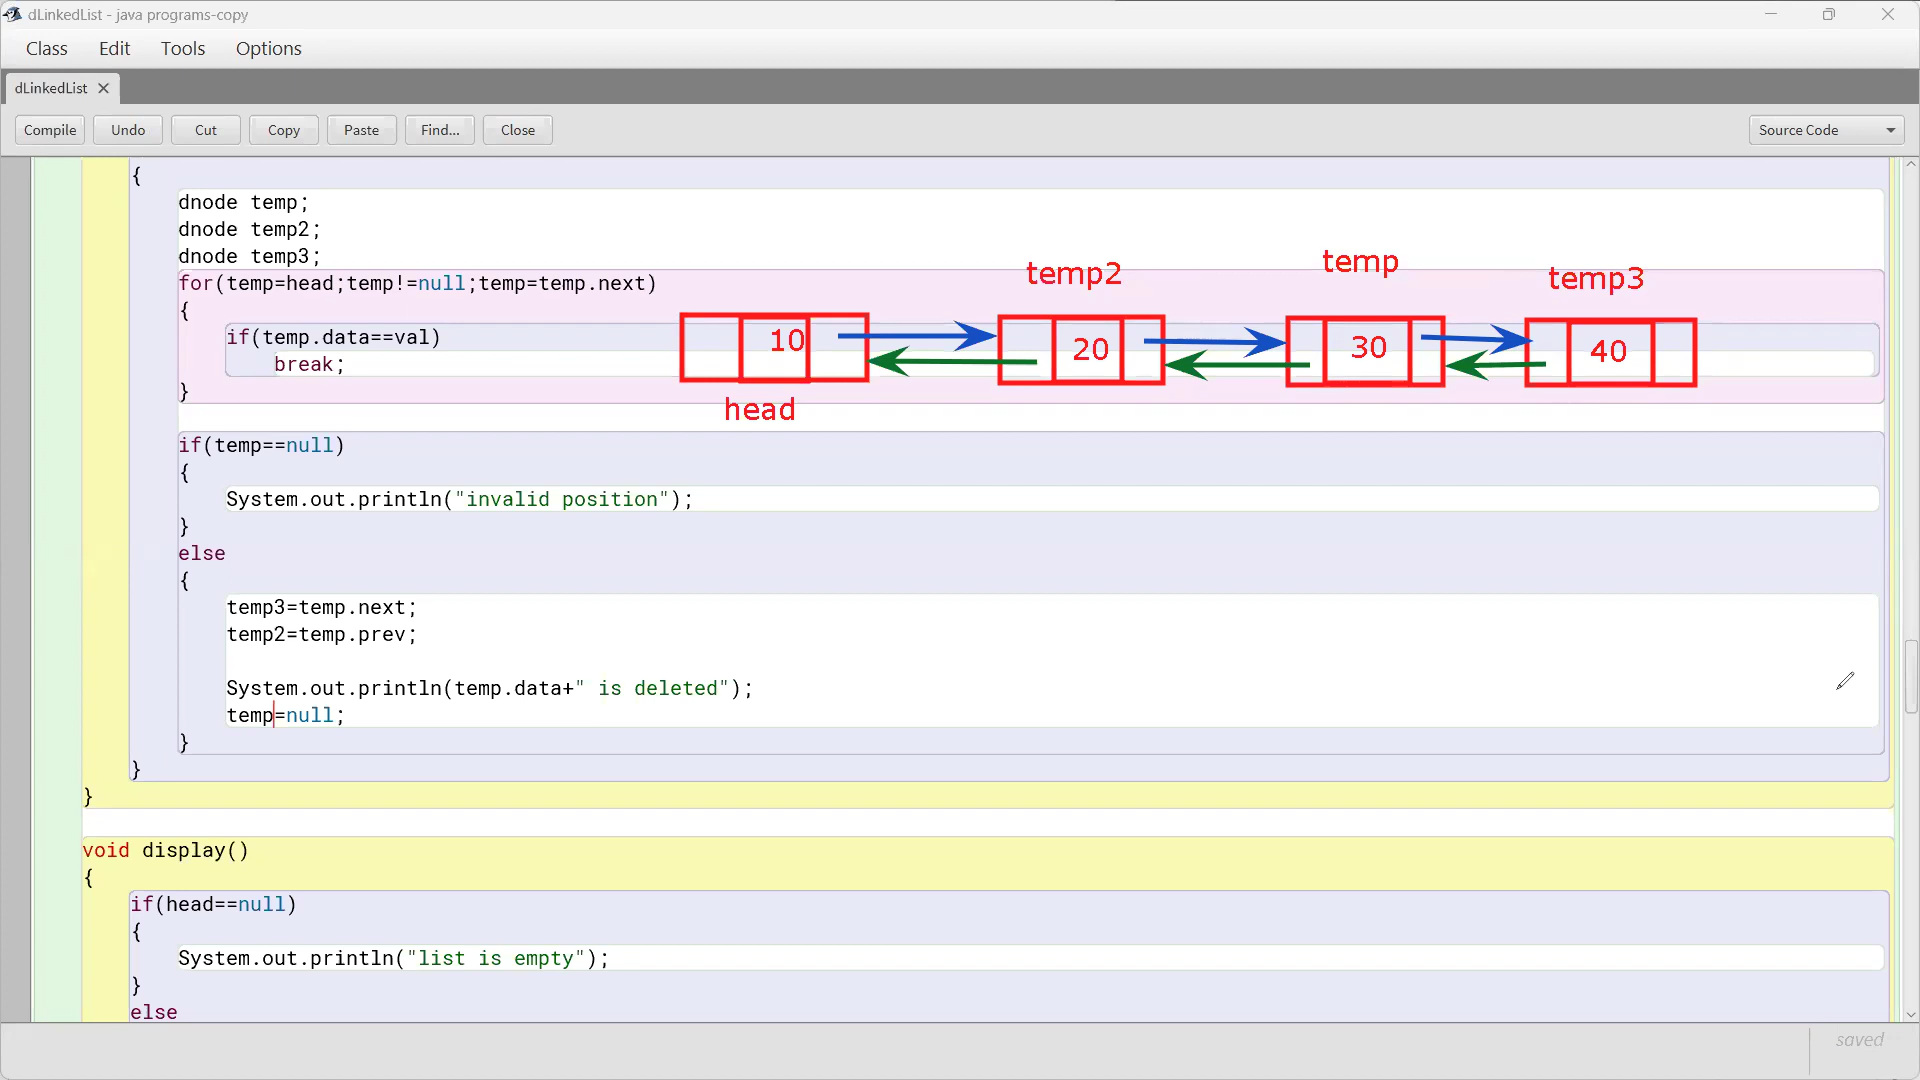 dLinkedList - java programs-copy
Class Edit Tools Options
dLinkedList
Compile Undo Cut Copy Paste Find... Close Source Code
{
dnode temp;
dnode temp2;
dnode temp3;
for(temp=head;temp!=null;temp=temp.next)
{
if(temp.data==val)
break;
}
temp2 temp temp3
10 20 30 40
head
if(temp==null)
{
System.out.println("invalid position");
}
else
{
temp3=temp.next;
temp2=temp.prev;
System.out.println(temp.data+" is deleted");
temp=null;
}
}
}
void display()
{
if(head==null)
{
System.out.println("list is empty");
}
else
saved